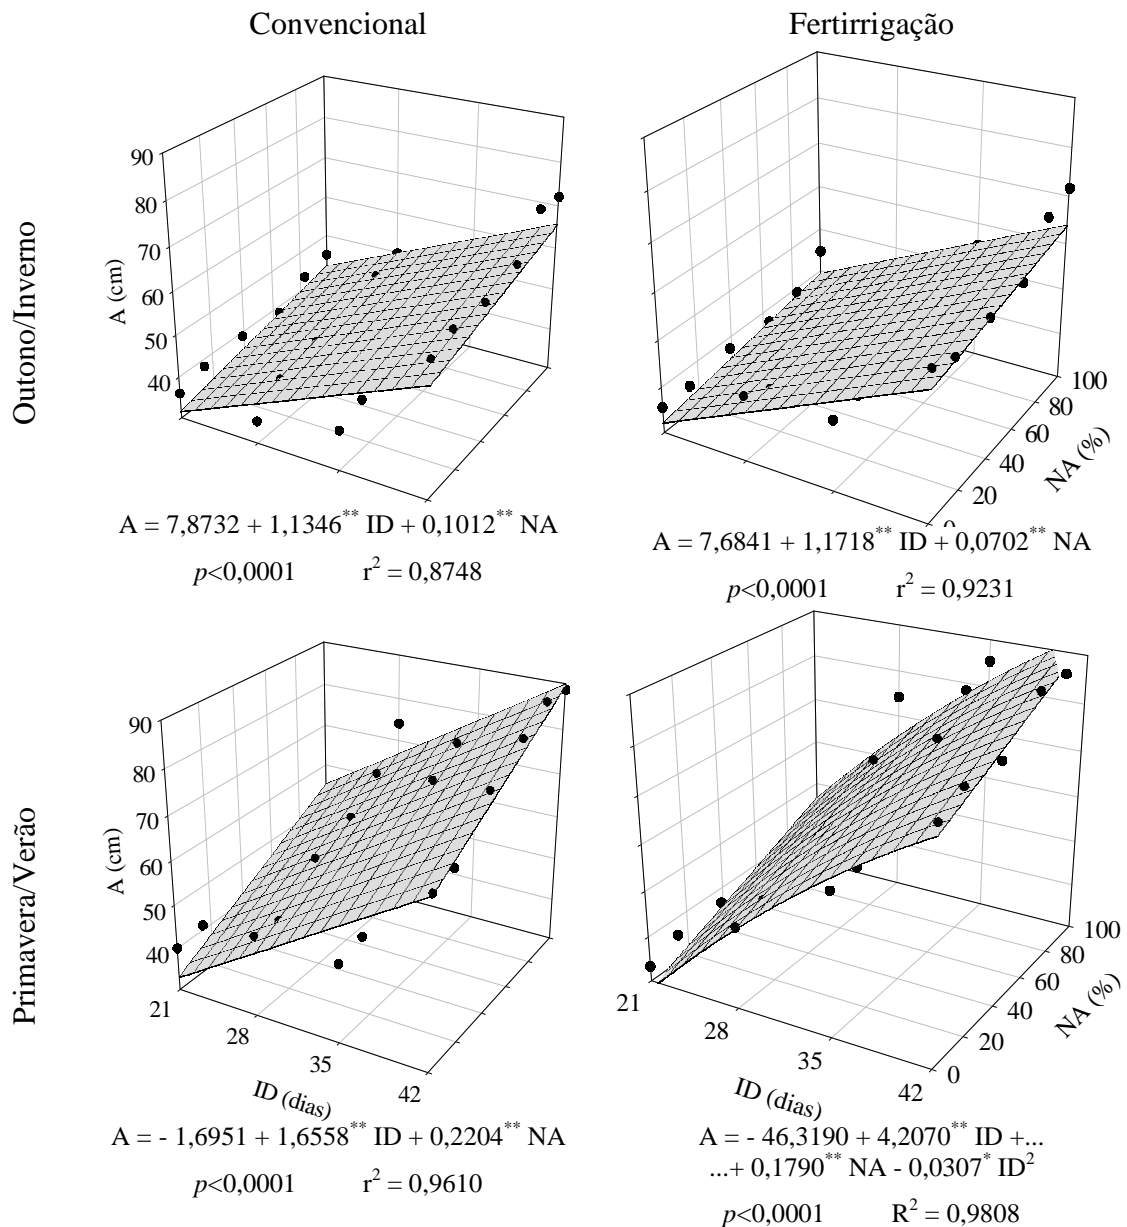 Convencional
Fertirrigação
Outono/Inverno
A (cm)
90
80
70
60
50
40
100
80
60
40
20
NA (%)
A = 7,8732 + 1,1346** ID + 0,1012** NA
p<0,0001 r² = 0,8748
A = 7,6841 + 1,1718** ID + 0,0702** NA
p<0,0001 r² = 0,9231
Primavera/Verão
A (cm)
90
80
70
60
50
40
21
28
35
42
ID (dias)
21
28
35
42
ID (dias)
100
80
60
40
20
0
NA (%)
A = - 1,6951 + 1,6558** ID + 0,2204** NA
p<0,0001 r² = 0,9610
A = - 46,3190 + 4,2070** ID +...
...+ 0,1790** NA - 0,0307* ID²
p<0,0001 R² = 0,9808